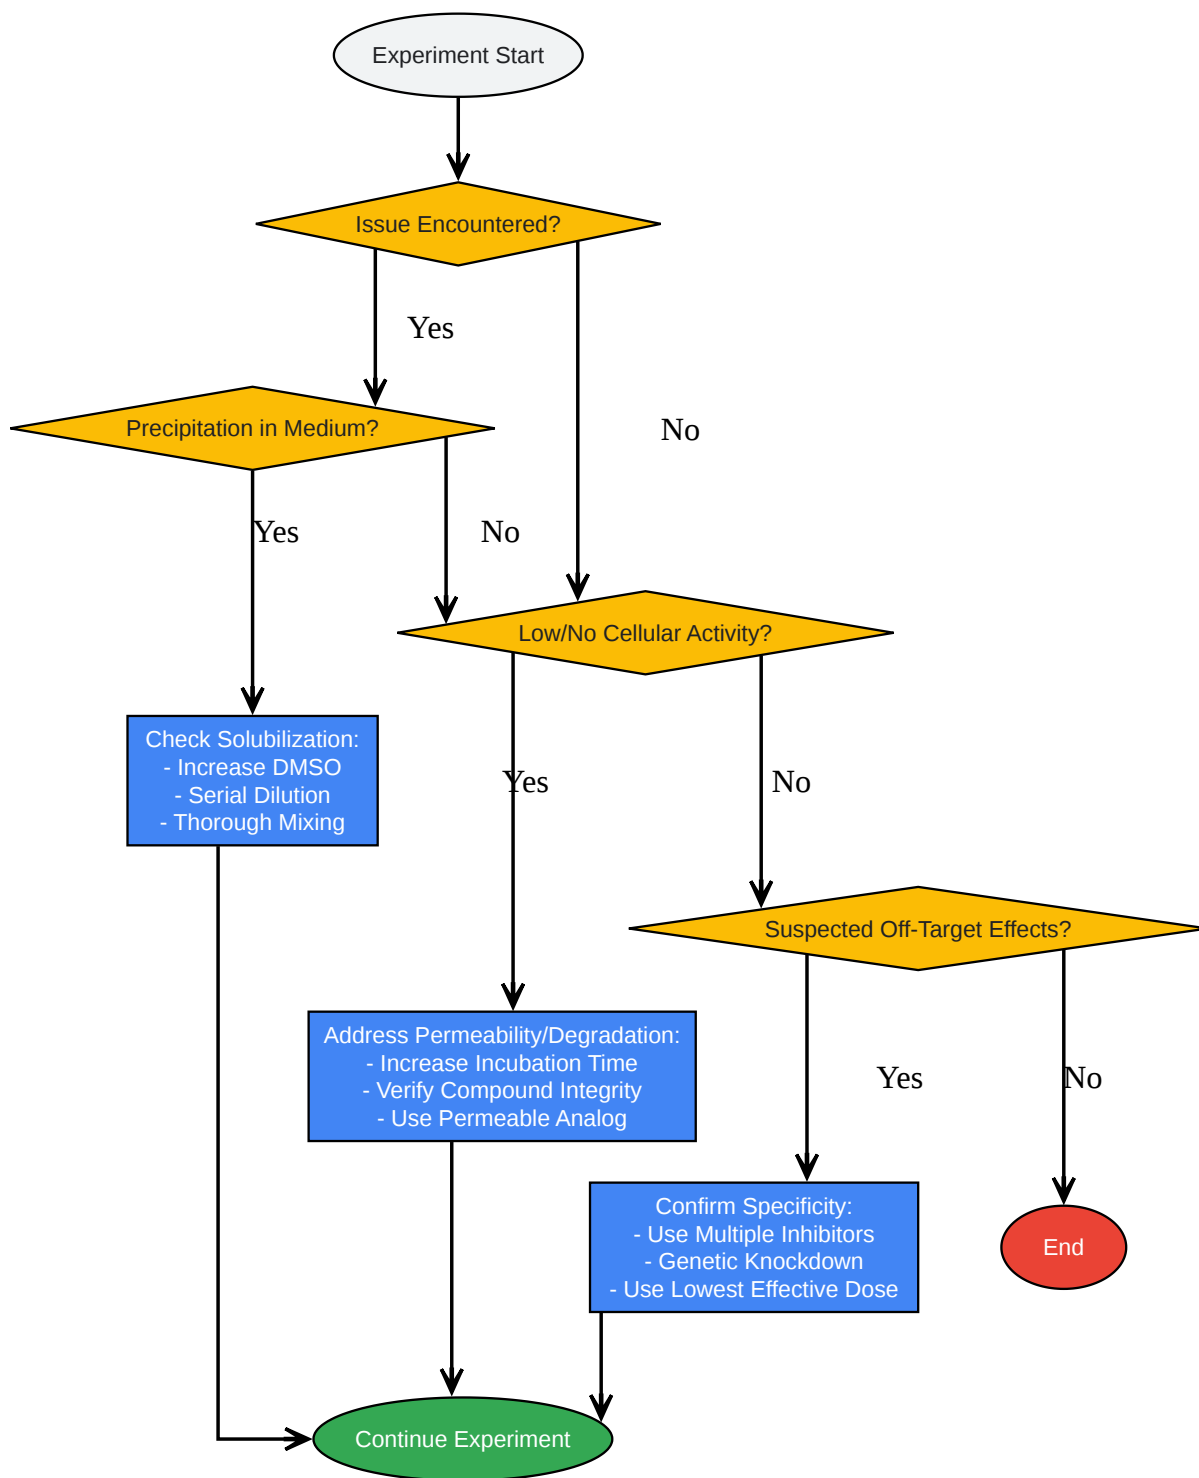 Experiment Start
Issue Encountered?
Yes
No
Precipitation in Medium?
Yes
No
Low/No Cellular Activity?
Check Solubilization:
- Increase DMSO
- Serial Dilution
- Thorough Mixing
Yes
No
Suspected Off-Target Effects?
Address Permeability/Degradation:
- Increase Incubation Time
- Verify Compound Integrity
- Use Permeable Analog
Yes
No
Confirm Specificity:
- Use Multiple Inhibitors
- Genetic Knockdown
- Use Lowest Effective Dose
End
Continue Experiment